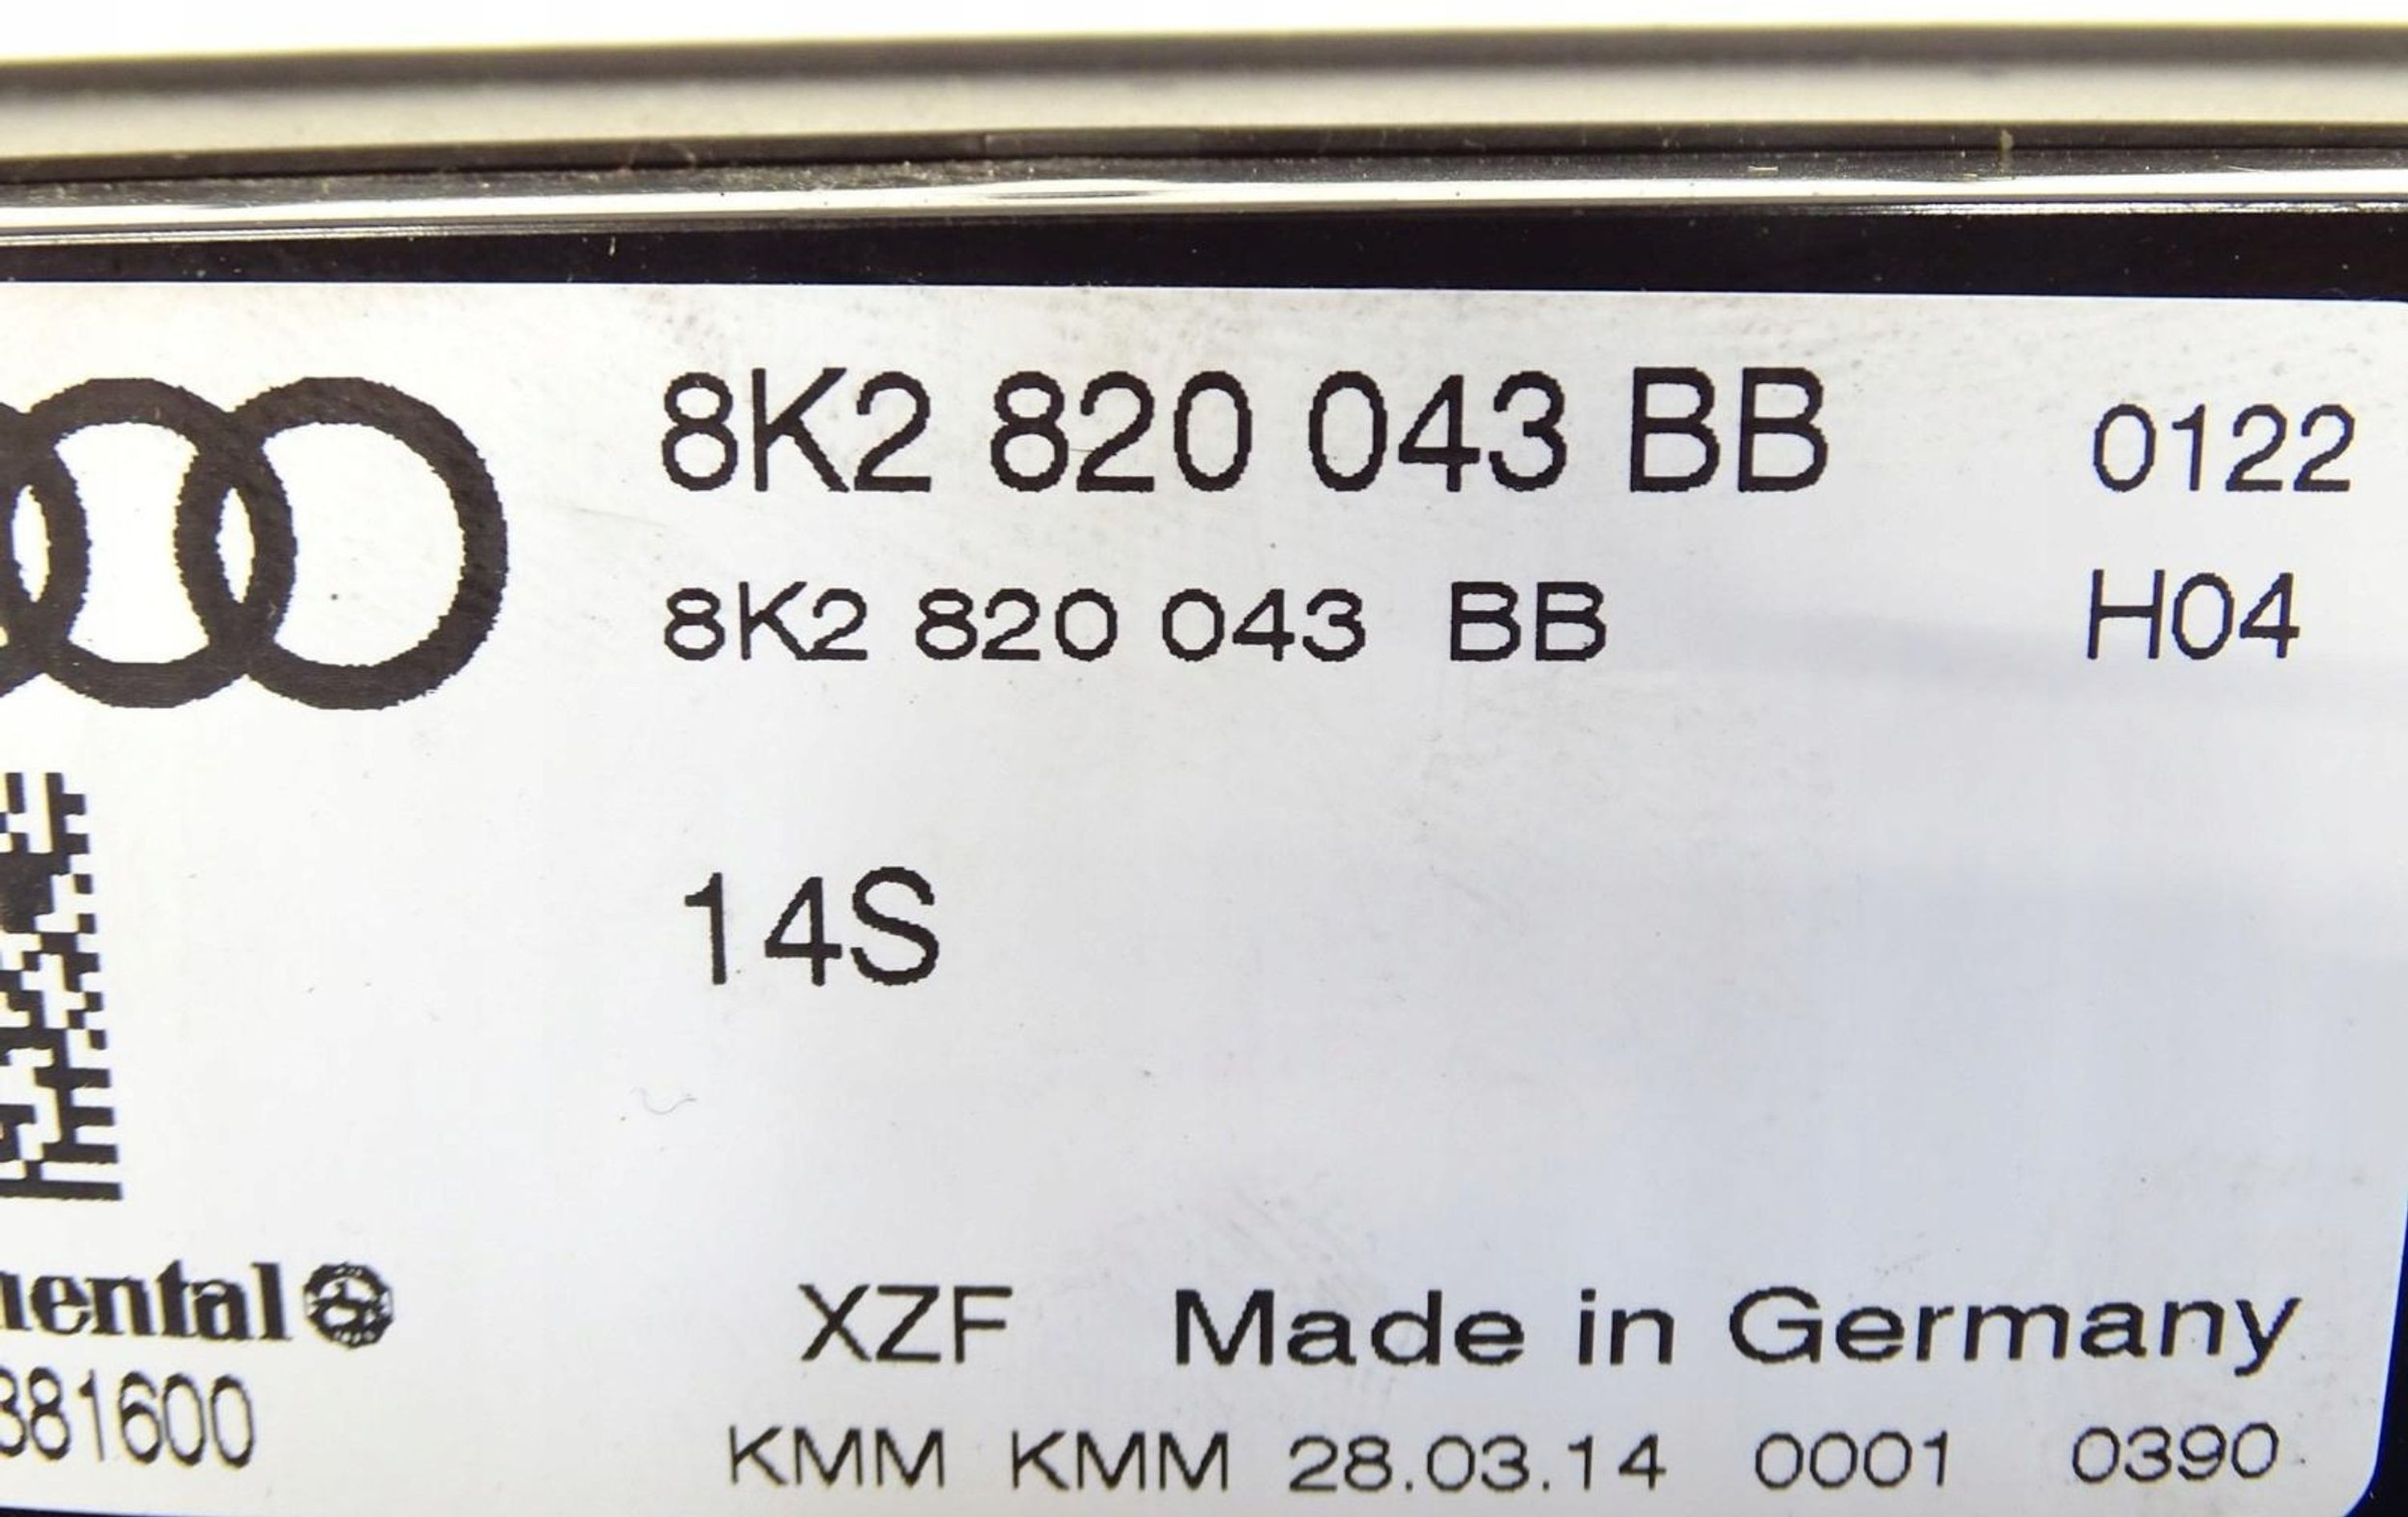 8K2 820 043 BB 0122
8K2 820 043 BB H04
14S
nental
XZF Made in Germany
381600
KMM KMM 28.03.14 0001 0390